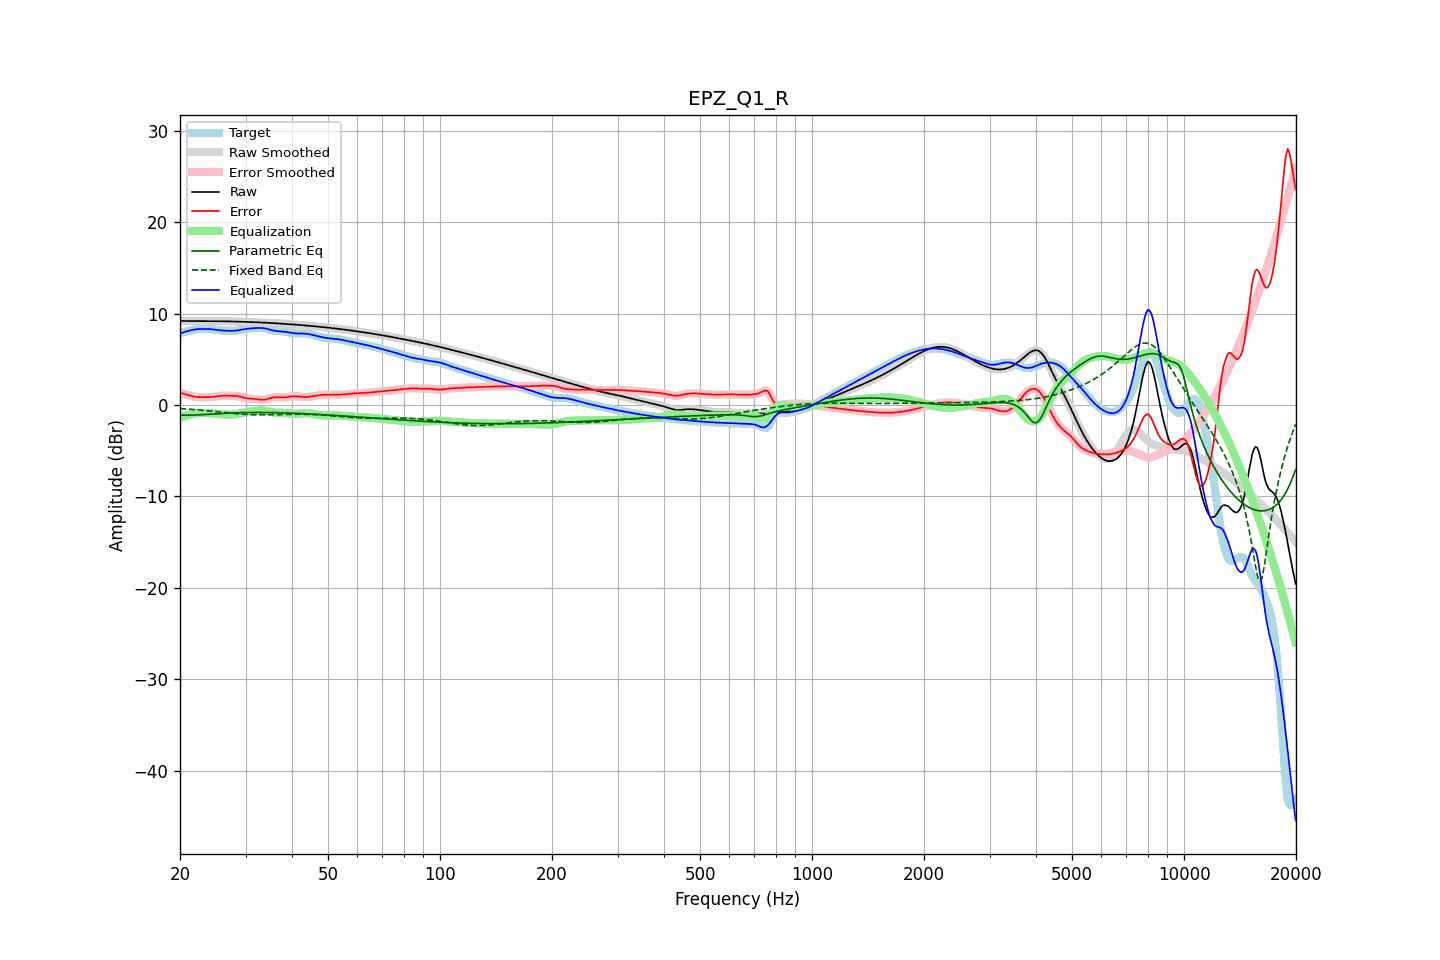 EPZ_Q1_R
Target
Raw Smoothed
Error Smoothed
Raw
Error
Equalization
Parametric Eq
Fixed Band Eq
Equalized
30
20
10
0
−10
−20
−30
−40
Amplitude (dBr)
20
50
100
200
500
1000
2000
5000
10000
20000
Frequency (Hz)